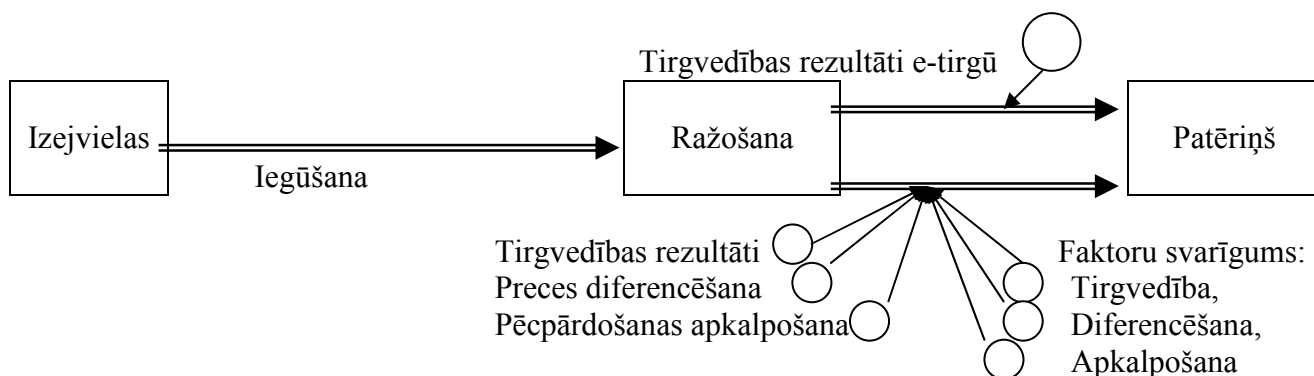 Tirgvedības rezultāti e-tirgū
Izejvielas
Ražošana
Patēriņš
Iegūšana
Tirgvedības rezultāti
Preces diferencēšana
Pēcpārdošanas apkalpošana
Faktoru svarīgums:
Tirgvedība,
Diferencēšana,
Apkalpošana